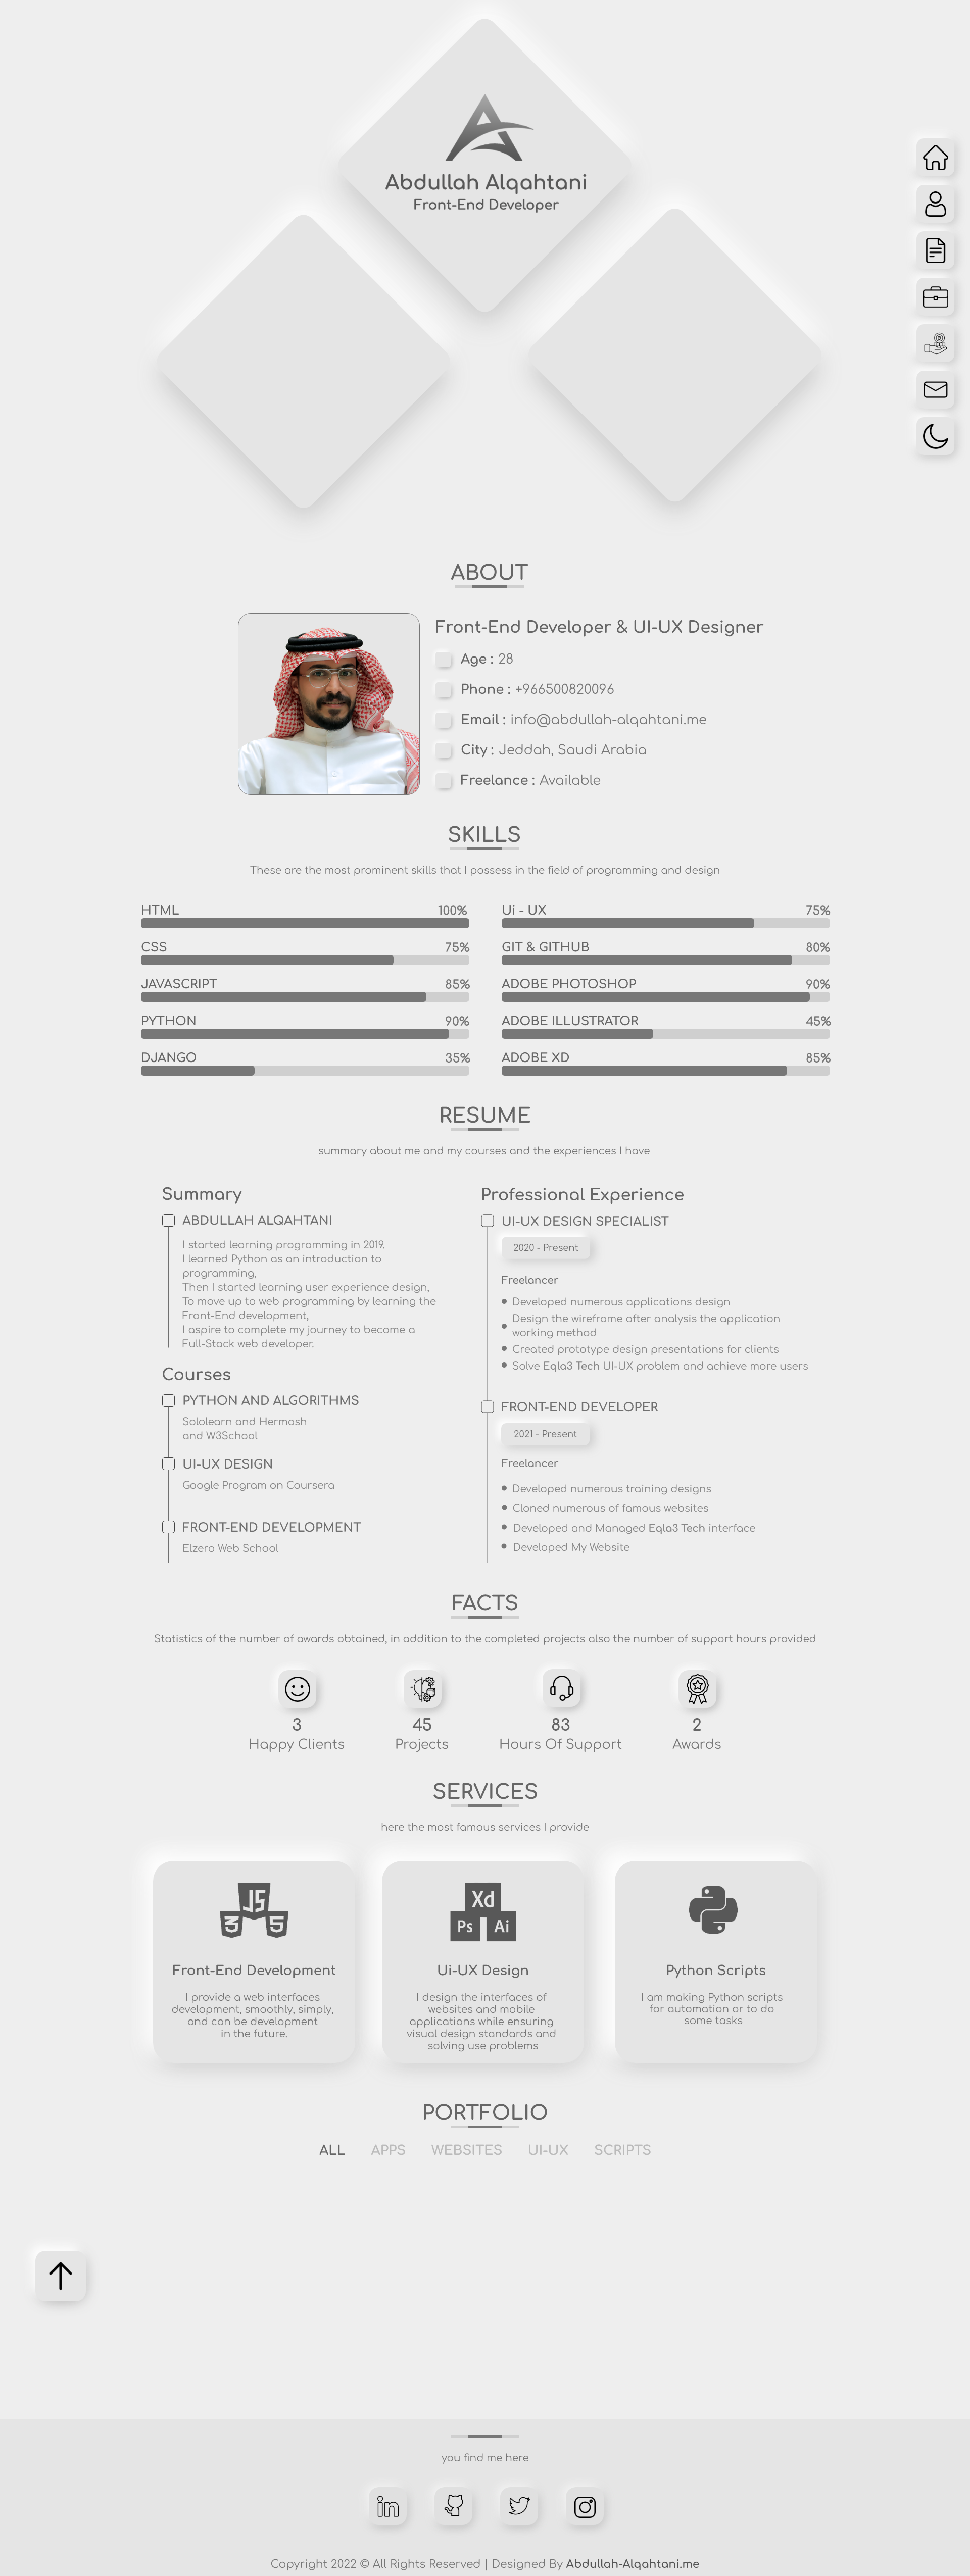 Abdullah Alqahtani
Front-End Developer
ABOUT
Front-End Developer & UI-UX Designer
Age : 28
Phone : +966500820096
Email : info@abdullah-alqahtani.me
City : Jeddah, Saudi Arabia
Freelance : Available
SKILLS
These are the most prominent skills that I possess in the field of programming and design
HTML 100%
CSS 75%
JAVASCRIPT 85%
PYTHON 90%
DJANGO 35%
Ui - UX 75%
GIT & GITHUB 80%
ADOBE PHOTOSHOP 90%
ADOBE ILLUSTRATOR 45%
ADOBE XD 85%
RESUME
summary about me and my courses and the experiences I have
Summary
ABDULLAH ALQAHTANI
I started learning programming in 2019.
I learned Python as an introduction to
programming,
Then I started learning user experience design,
To move up to web programming by learning the
Front-End development,
I aspire to complete my journey to become a
Full-Stack web developer.
Courses
PYTHON AND ALGORITHMS
Sololearn and Hermash
and W3School
UI-UX DESIGN
Google Program on Coursera
FRONT-END DEVELOPMENT
Elzero Web School
Professional Experience
UI-UX DESIGN SPECIALIST
2020 - Present
Freelancer
Developed numerous applications design
Design the wireframe after analysis the application
working method
Created prototype design presentations for clients
Solve Eqla3 Tech UI-UX problem and achieve more users
FRONT-END DEVELOPER
2021 - Present
Freelancer
Developed numerous training designs
Cloned numerous of famous websites
Developed and Managed Eqla3 Tech interface
Developed My Website
FACTS
Statistics of the number of awards obtained, in addition to the completed projects also the number of support hours provided
3
Happy Clients
45
Projects
83
Hours Of Support
2
Awards
SERVICES
here the most famous services I provide
JS
3 5
Front-End Development
I provide a web interfaces
development, smoothly, simply,
and can be development
in the future.
Xd
Ps Ai
Ui-UX Design
I design the interfaces of
websites and mobile
applications while ensuring
visual design standards and
solving use problems
Python Scripts
I am making Python scripts
for automation or to do
some tasks
PORTFOLIO
ALL APPS WEBSITES UI-UX SCRIPTS
you find me here
in
Copyright 2022 © All Rights Reserved | Designed By Abdullah-Alqahtani.me